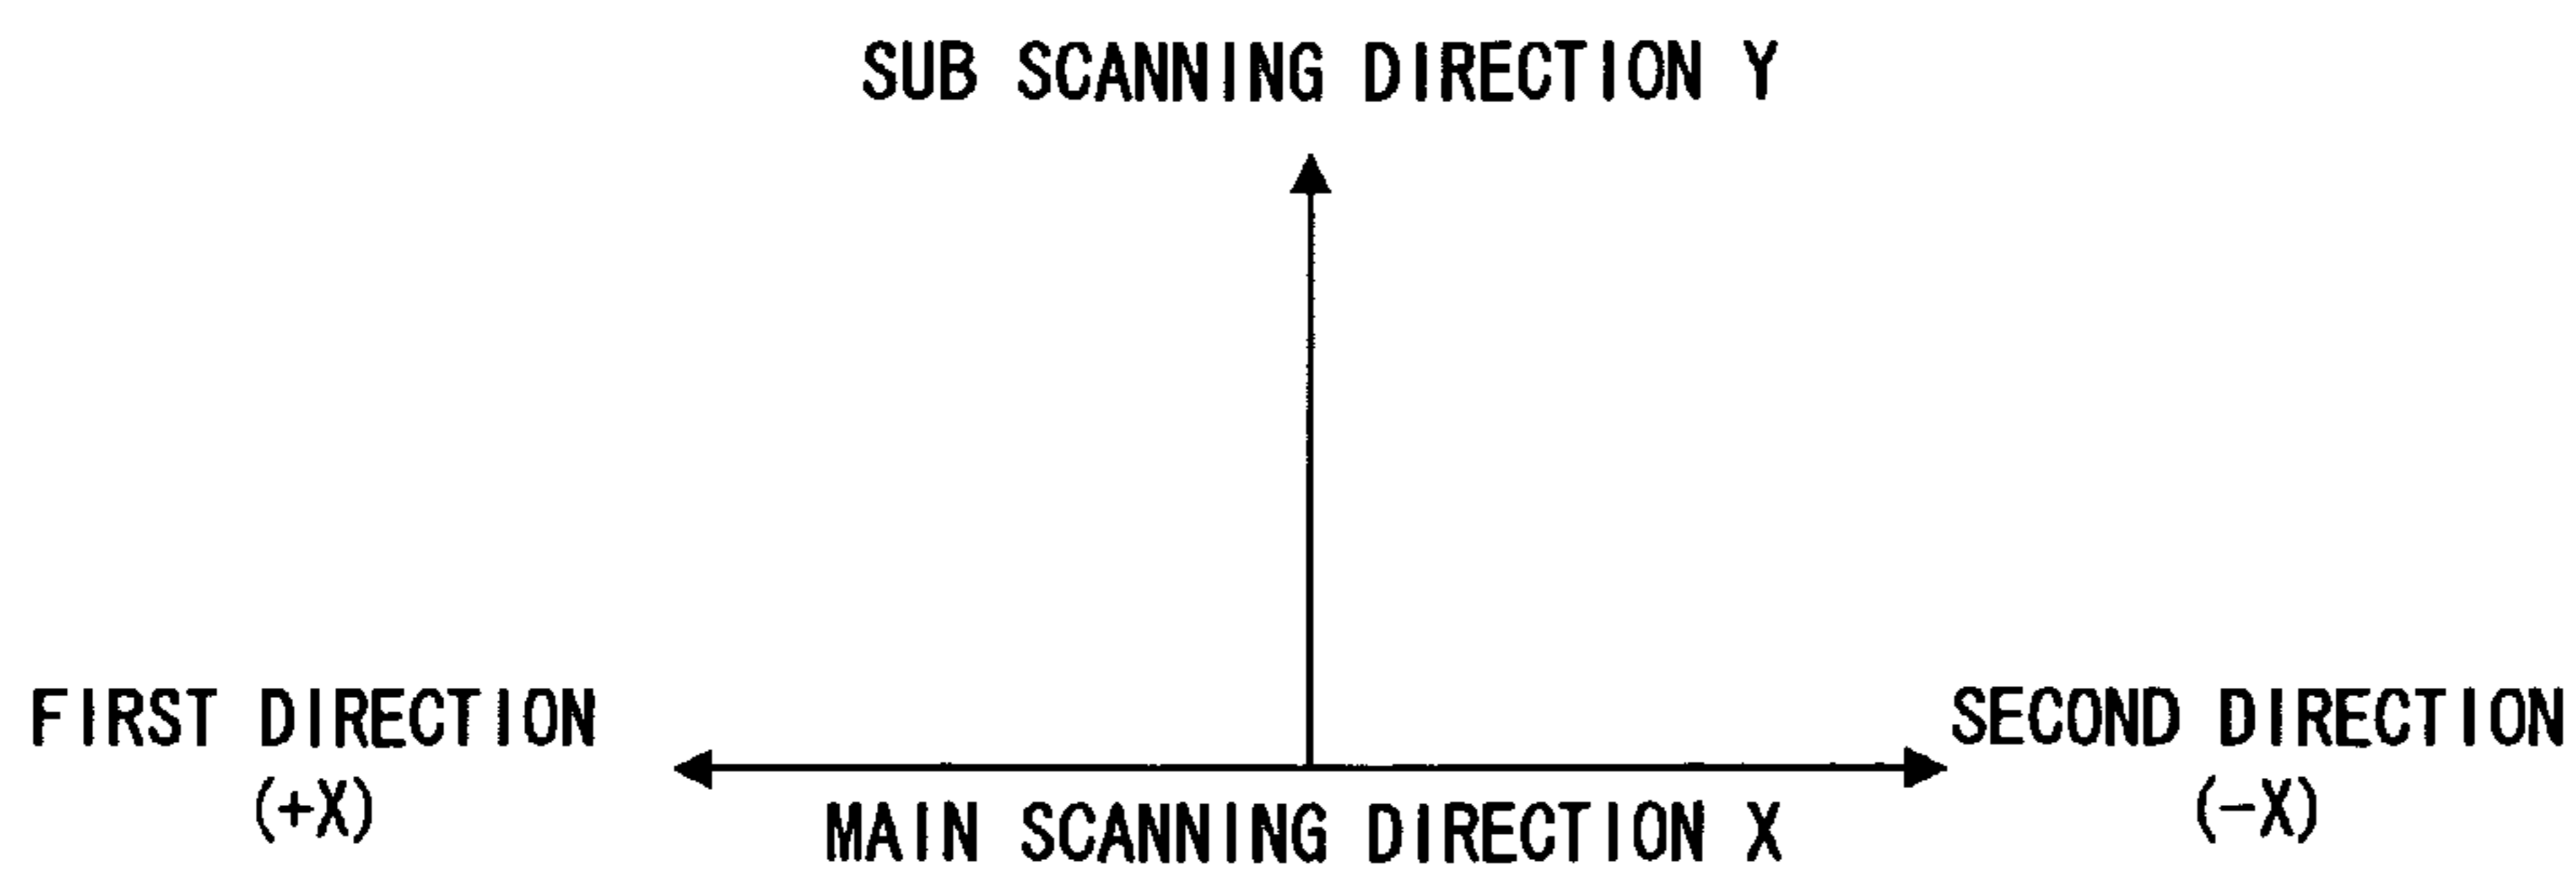 SUB SCANNING DIRECTION Y
FIRST DIRECTION
(+X)
MAIN SCANNING DIRECTION X
SECOND DIRECTION
(-X)